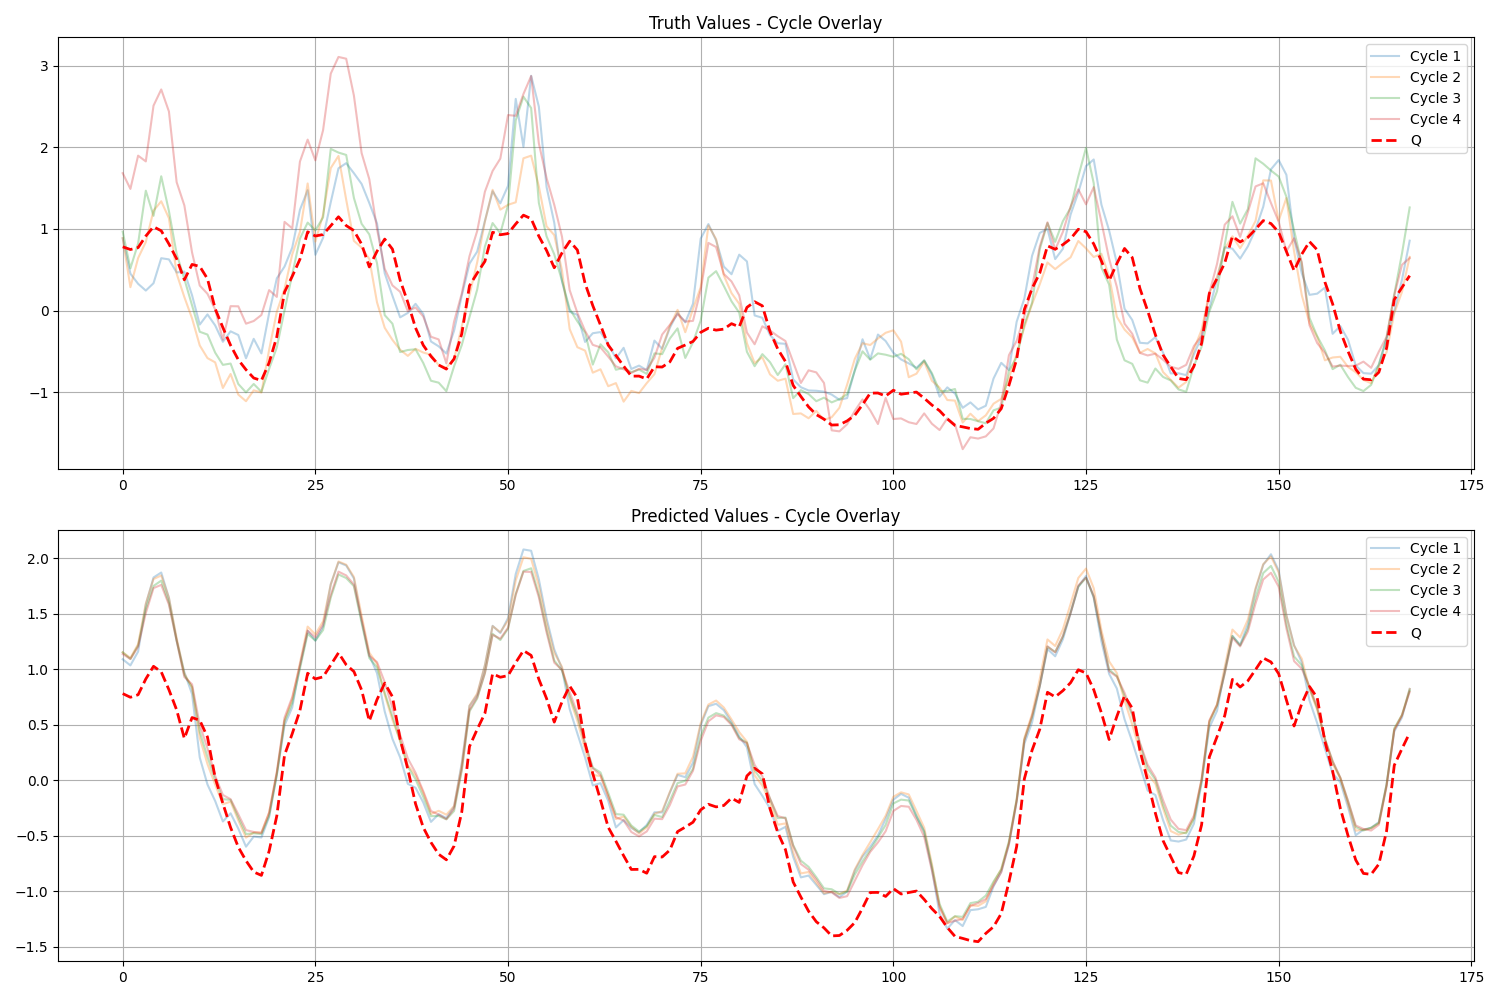 Truth Values - Cycle Overlay
3
2
1
0
−1
Cycle 1
Cycle 2
Cycle 3
Cycle 4
Q
0 25 50 75 100 125 150 175
Predicted Values - Cycle Overlay
2.0
1.5
1.0
0.5
0.0
−0.5
−1.0
−1.5
Cycle 1
Cycle 2
Cycle 3
Cycle 4
Q
0 25 50 75 100 125 150 175